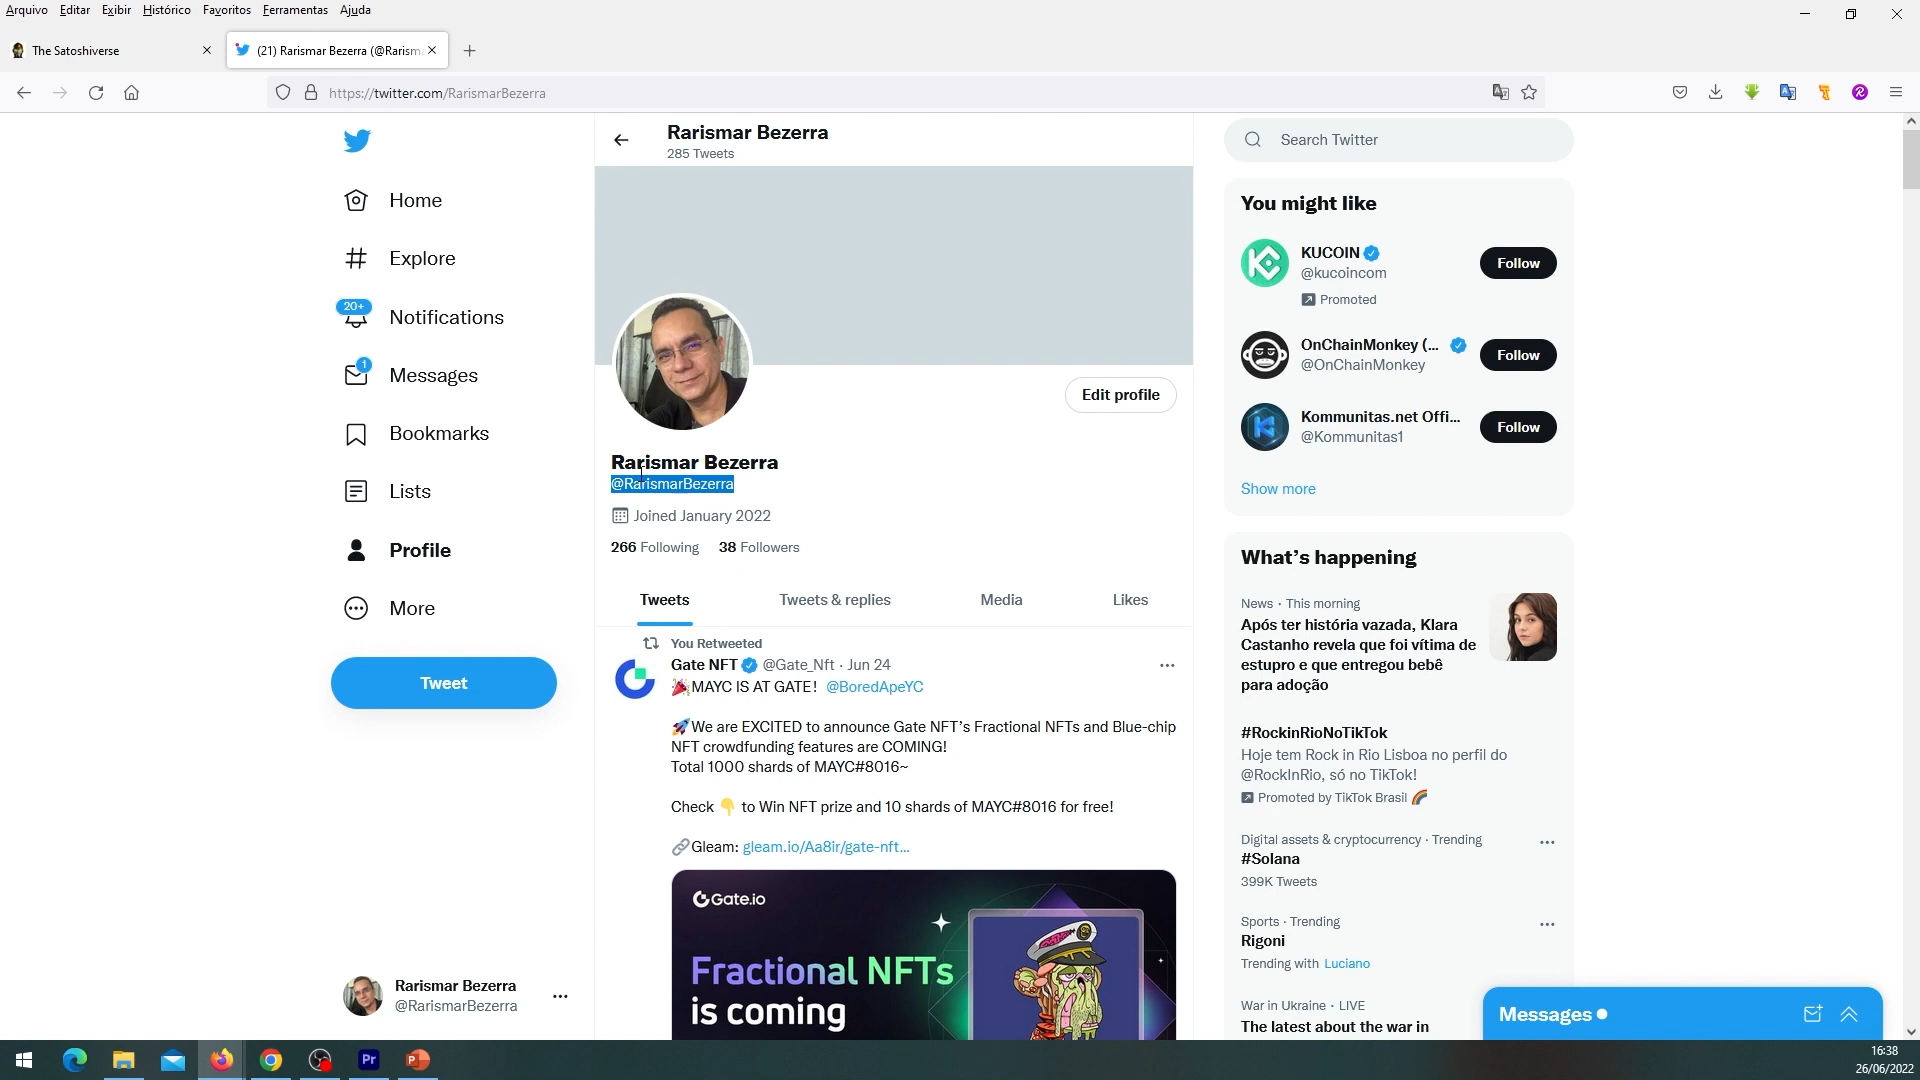 Arquivo Editar Exibir Histórico Favoritos Ferramentas Ajuda
The Satoshiverse
(21) Rarismar Bezerra (@Rarism
https://twitter.com/RarismarBezerra
Home
Explore
20+
Notifications
1
Messages
Bookmarks
Lists
Profile
More
Tweet
Rarismar Bezerra
@RarismarBezerra
Rarismar Bezerra
285 Tweets
Edit profile
Rarismar Bezerra
@RarismarBezerra
Joined January 2022
266 Following 38 Followers
Tweets Tweets & replies Media Likes
You Retweeted
Gate NFT @Gate_Nft · Jun 24
🎉MAYC IS AT GATE! @BoredApeYC
🚀We are EXCITED to announce Gate NFT’s Fractional NFTs and Blue-chip
NFT crowdfunding features are COMING!
Total 1000 shards of MAYC#8016~
Check 👇 to Win NFT prize and 10 shards of MAYC#8016 for free!
🔗Gleam: gleam.io/Aa8ir/gate-nft...
Gate.io
Fractional NFTs
is coming
Search Twitter
You might like
KUCOIN
@kucoincom
Promoted
Follow
OnChainMonkey (...
@OnChainMonkey
Follow
Kommunitas.net Offi...
@Kommunitas1
Follow
Show more
What’s happening
News · This morning
Após ter história vazada, Klara
Castanho revela que foi vítima de
estupro e que entregou bebê
para adoção
#RockinRioNoTikTok
Hoje tem Rock in Rio Lisboa no perfil do
@RockInRio, só no TikTok!
Promoted by TikTok Brasil 🌈
Digital assets & cryptocurrency · Trending
#Solana
399K Tweets
Sports · Trending
Rigoni
Trending with Luciano
War in Ukraine · LIVE
The latest about the war in
Messages
Pr
P
16:38
26/06/2022